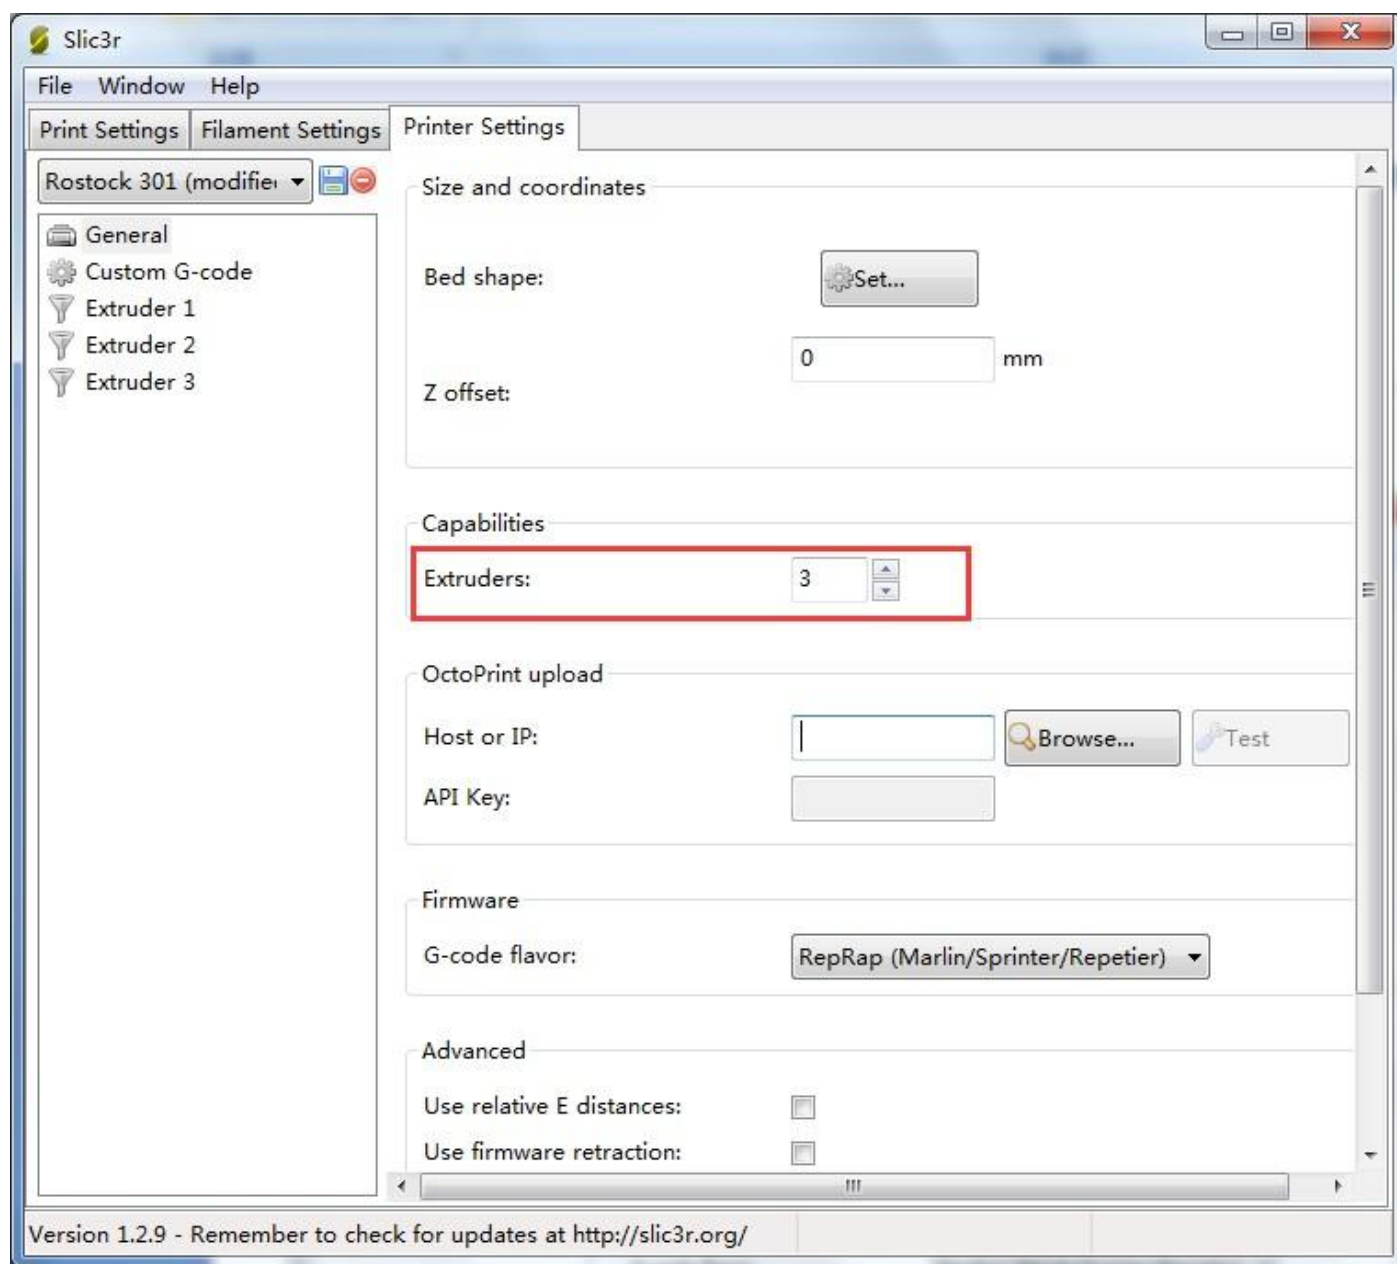 Slic3r
File Window Help
Print Settings Filament Settings Printer Settings
Rostock 301 (modifie
General
Custom G-code
Extruder 1
Extruder 2
Extruder 3
Size and coordinates
Bed shape: Set...
Z offset: 0 mm
Capabilities
Extruders: 3
OctoPrint upload
Host or IP: Browse... Test
API Key:
Firmware
G-code flavor: RepRap (Marlin/Sprinter/Repetier)
Advanced
Use relative E distances:
Use firmware retraction:
Version 1.2.9 - Remember to check for updates at http://slic3r.org/